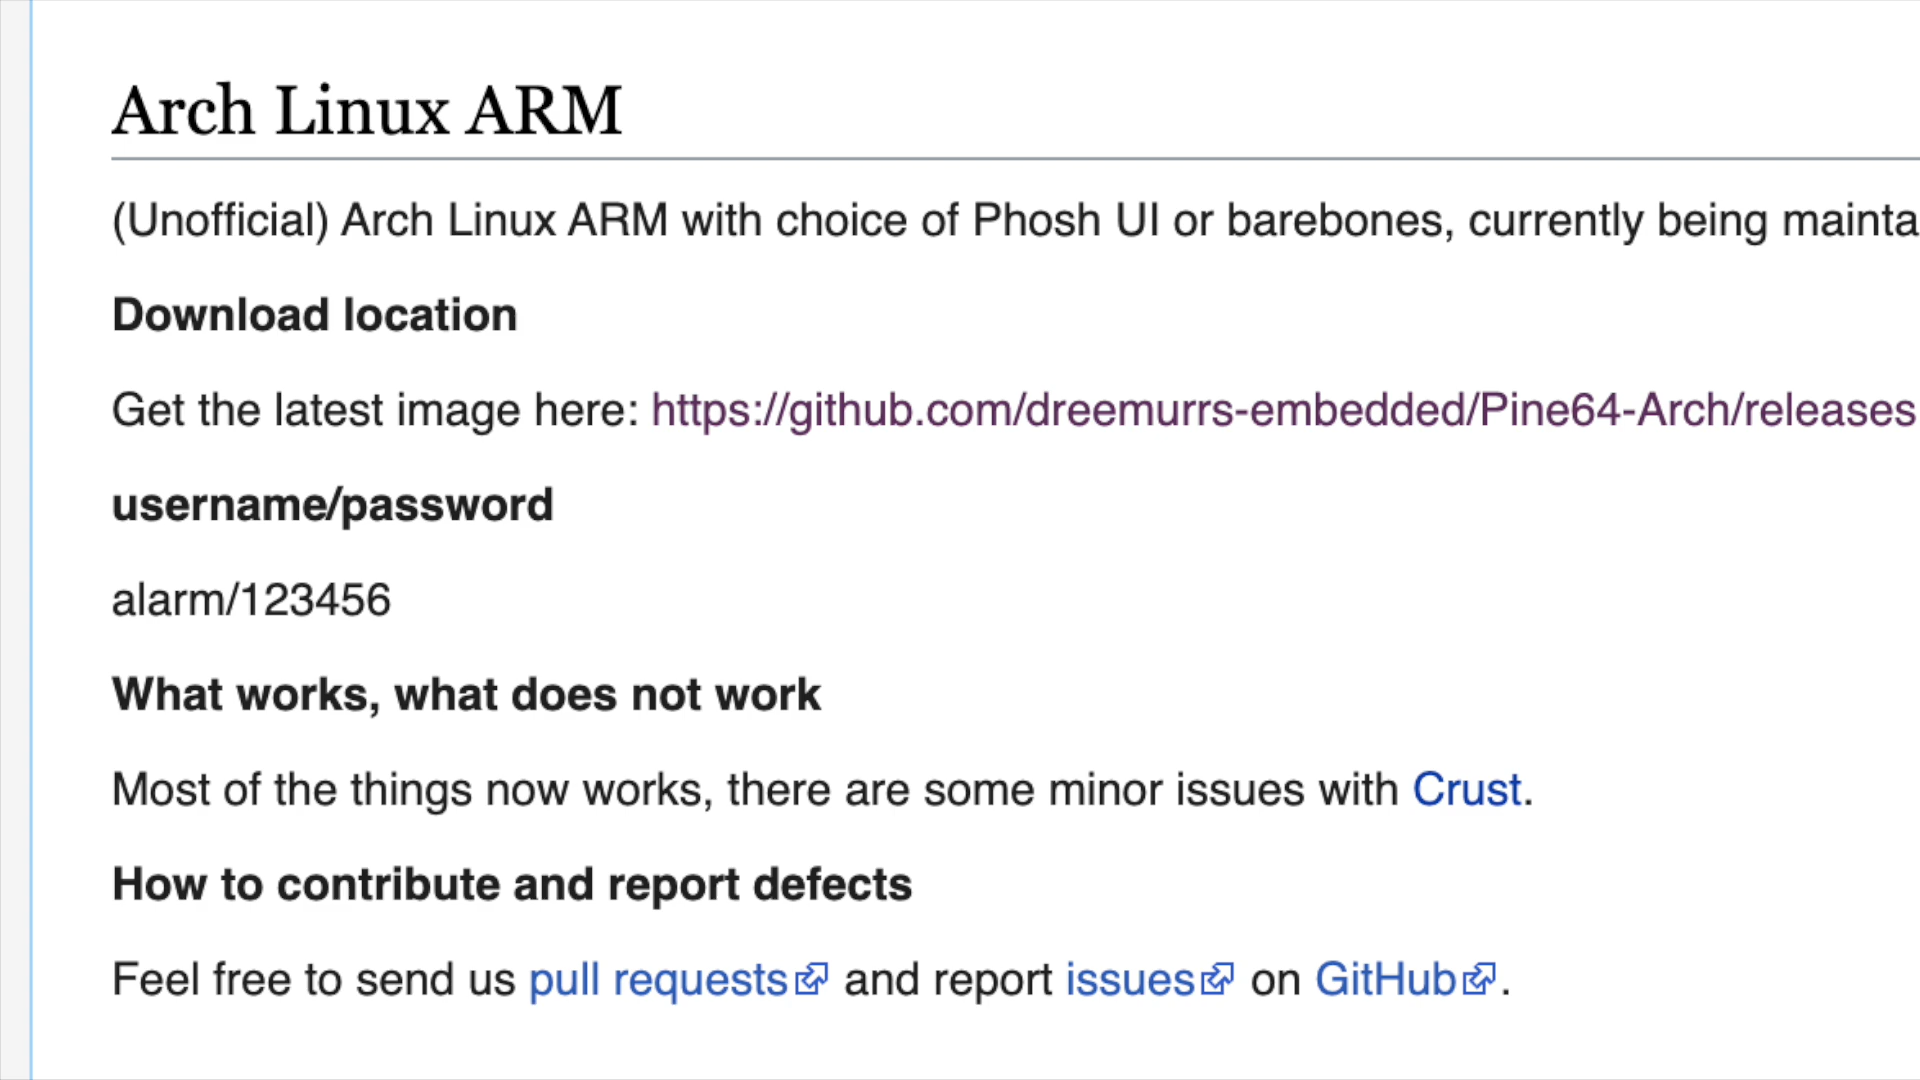 Arch Linux ARM
(Unofficial) Arch Linux ARM with choice of Phosh UI or barebones, currently being mainta
Download location
Get the latest image here: https://github.com/dreemurrs-embedded/Pine64-Arch/releases
username/password
alarm/123456
What works, what does not work
Most of the things now works, there are some minor issues with Crust.
How to contribute and report defects
Feel free to send us pull requests and report issues on GitHub.